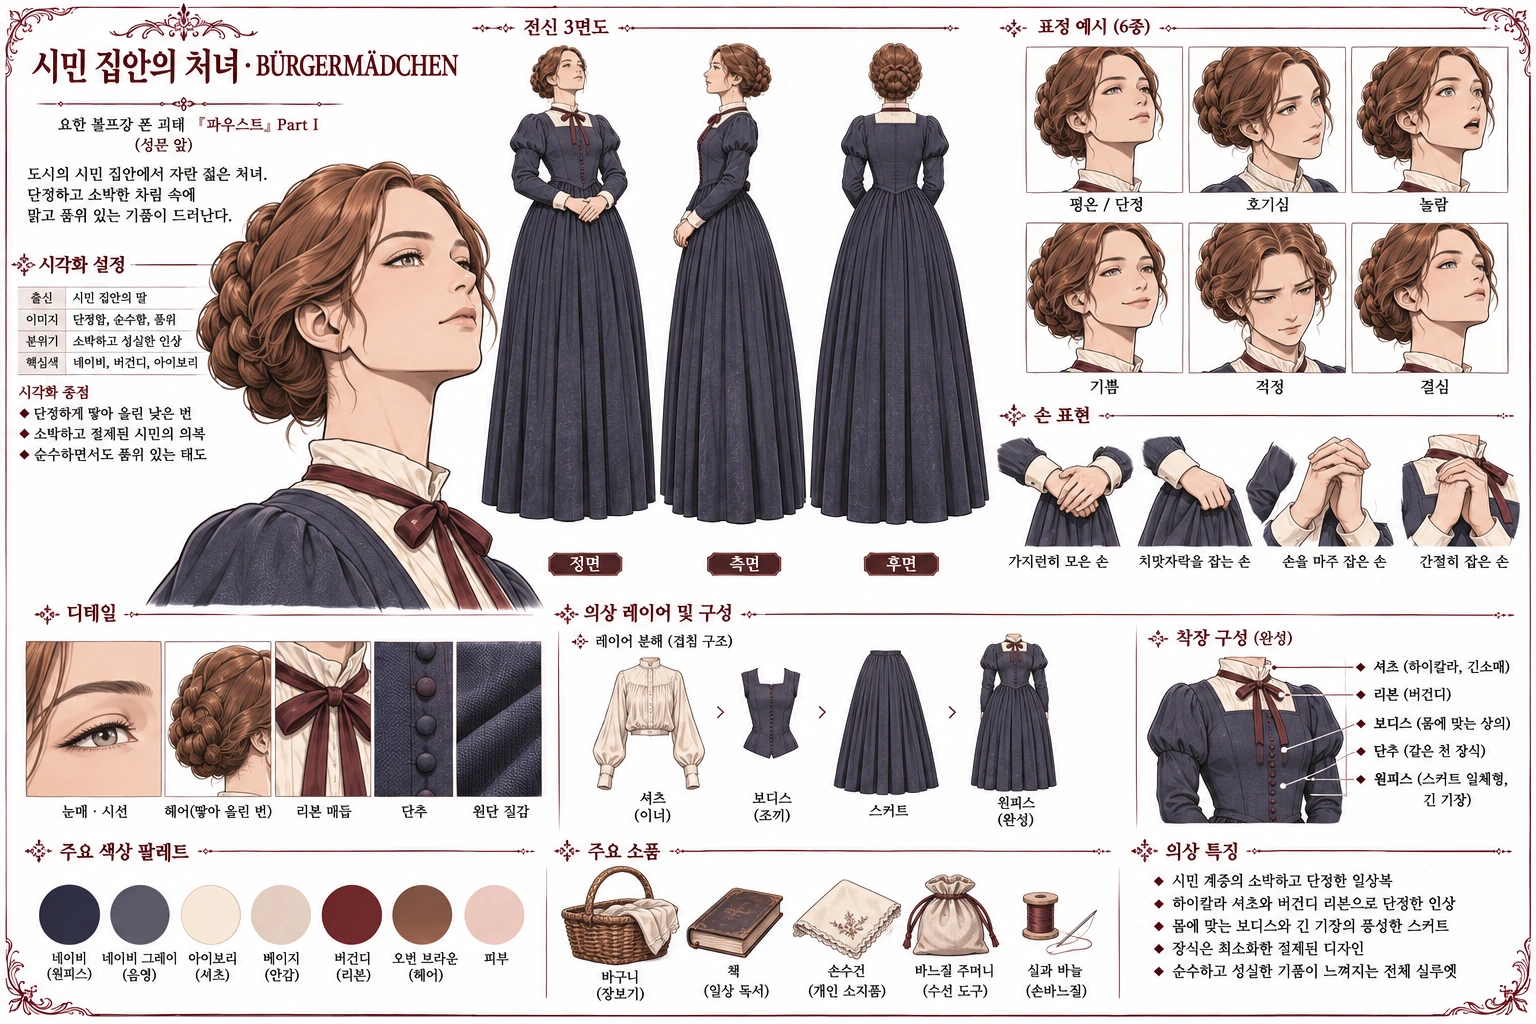 시민 집안의 처녀 · BÜRGERMÄDCHEN
요한 볼프강 폰 괴태 『파우스트』 Part I
(성문 앞)
도시의 시민 집안에서 자란 젊은 처녀.
단정하고 소박한 차림 속에
맑고 품위 있는 기품이 드러난다.
시각화 설정
출신 시민 집안의 딸
이미지 단정함, 순수함, 품위
분위기 소박하고 성실한 인상
핵심색 네이비, 버건디, 아이보리
시각화 중점
◆ 단정하게 땋아 올린 낮은 번
◆ 소박하고 절제된 시민의 의복
◆ 순수하면서도 품위 있는 태도
전신 3면도
정면
측면
후면
표정 예시 (6종)
평온 / 단정
호기심
놀람
기쁨
걱정
결심
손 표현
가지런히 모은 손
치맛자락을 잡는 손
손을 마주 잡은 손
간절히 잡은 손
디테일
눈매 · 시선
헤어(땋아 올린 번)
리본 매듭
단추
원단 질감
의상 레이어 및 구성
레이어 분해 (겹침 구조)
셔츠
(이너)
보디스
(조끼)
스커트
원피스
(완성)
착장 구성 (완성)
◆ 셔츠 (하이칼라, 긴소매)
◆ 리본 (버건디)
◆ 보디스 (몸에 맞는 상의)
◆ 단추 (같은 천 장식)
◆ 원피스 (스커트 일체형,
긴 기장)
주요 색상 팔레트
네이비
(원피스)
네이비 그레이
(음영)
아이보리
(셔츠)
베이지
(안감)
버건디
(리본)
오번 브라운
(헤어)
피부
주요 소품
바구니
(장보기)
책
(일상 독서)
손수건
(개인 소지품)
바느질 주머니
(수선 도구)
실과 바늘
(손바느질)
의상 특징
◆ 시민 계층의 소박하고 단정한 일상복
◆ 하이칼라 셔츠와 버건디 리본으로 단정한 인상
◆ 몸에 맞는 보디스와 긴 기장의 풍성한 스커트
◆ 장식은 최소화한 절제된 디자인
◆ 순수하고 성실한 기품이 느껴지는 전체 실루엣